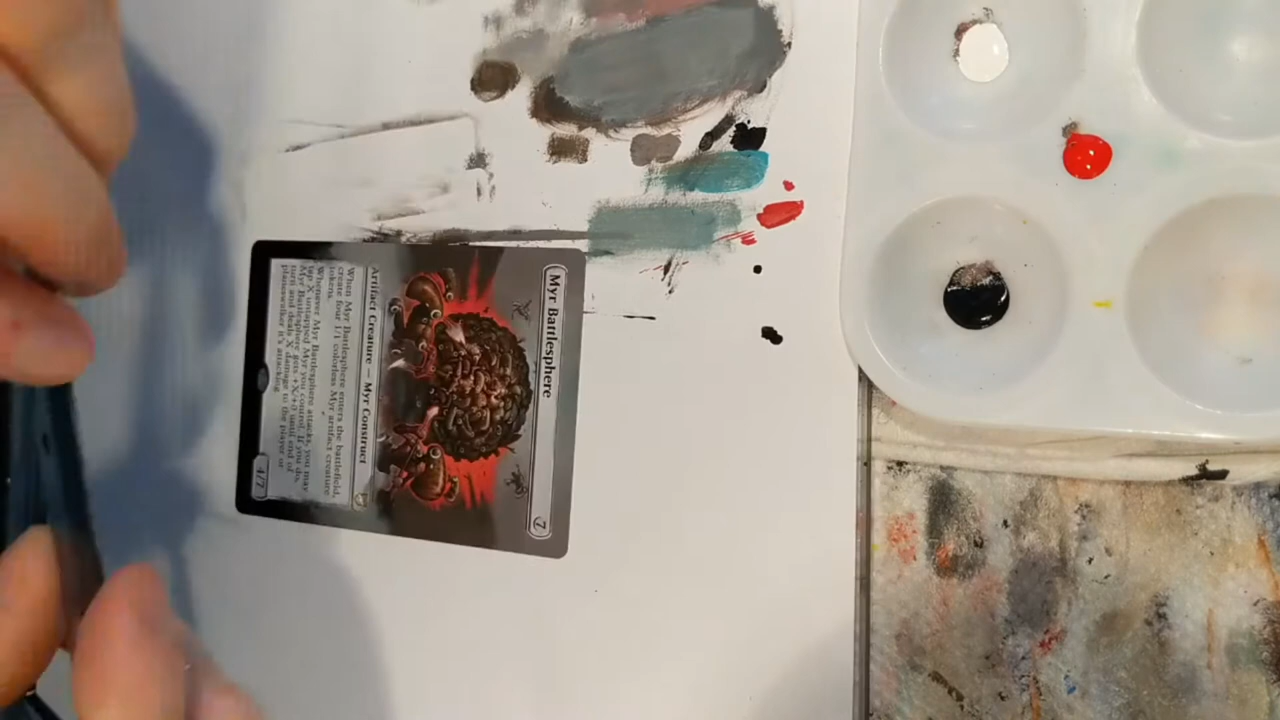 Myr Battlesphere
7
Artifact Creature — Myr Construct
When Myr Battlesphere enters the battlefield,
create four 1/1 colorless Myr artifact creature
tokens.
Whenever Myr Battlesphere attacks, you may
tap X untapped Myr you control. If you do,
Myr Battlesphere gets +X/+0 until end of
turn and deals X damage to the player or
planeswalker it's attacking.
4/7